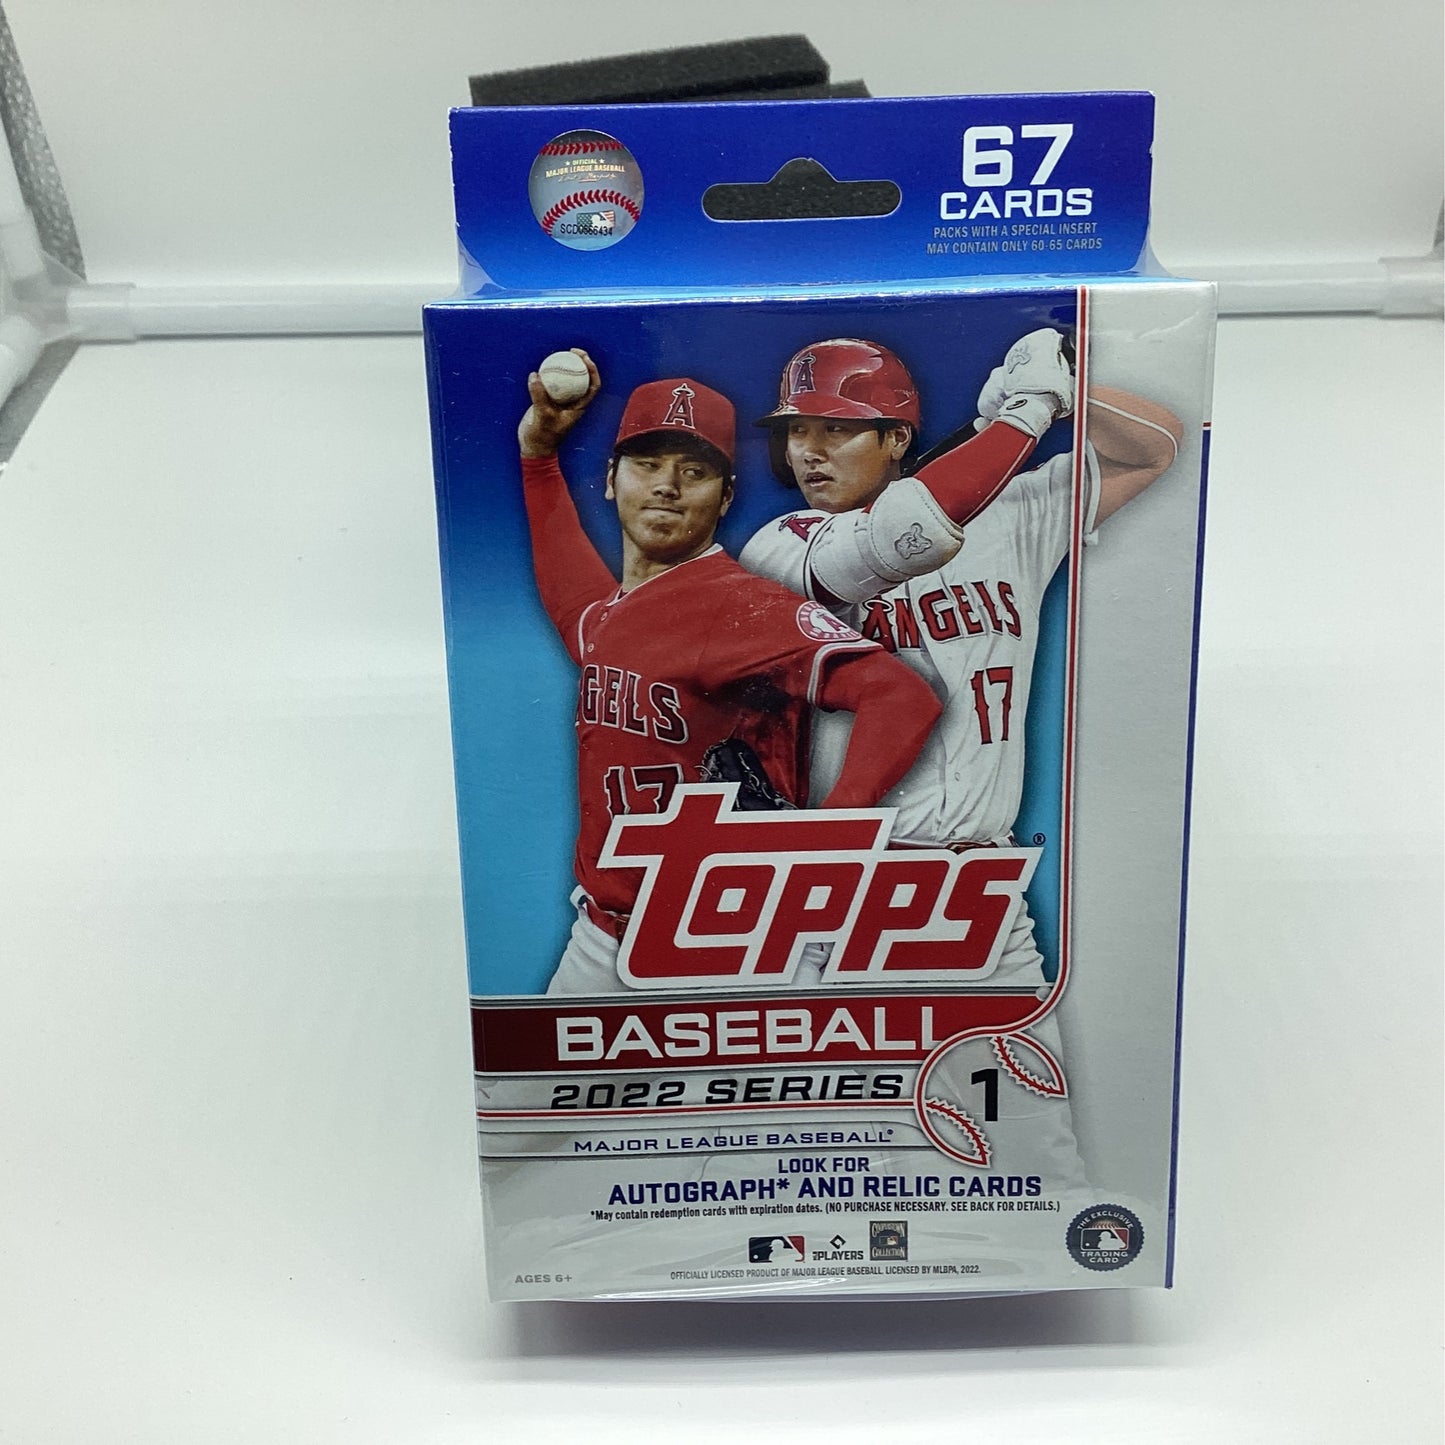 ★ OFFICIAL ★
MAJOR LEAGUE BASEBALL
SCD0666434
67
CARDS
PACKS WITH A SPECIAL INSERT
MAY CONTAIN ONLY 60-65 CARDS
A
A
A
A
ANGELS
17
GELS
17
TOPPS®
BASEBALL
2022 SERIES 1
MAJOR LEAGUE BASEBALL®
LOOK FOR
AUTOGRAPH* AND RELIC CARDS
*May contain redemption cards with expiration dates. (NO PURCHASE NECESSARY. SEE BACK FOR DETAILS.)
MLB PLAYERS
COOPERSTOWN
COLLECTION
THE EXCLUSIVE
TRADING
CARD
AGES 6+
OFFICIALLY LICENSED PRODUCT OF MAJOR LEAGUE BASEBALL. LICENSED BY MLBPA, 2022.